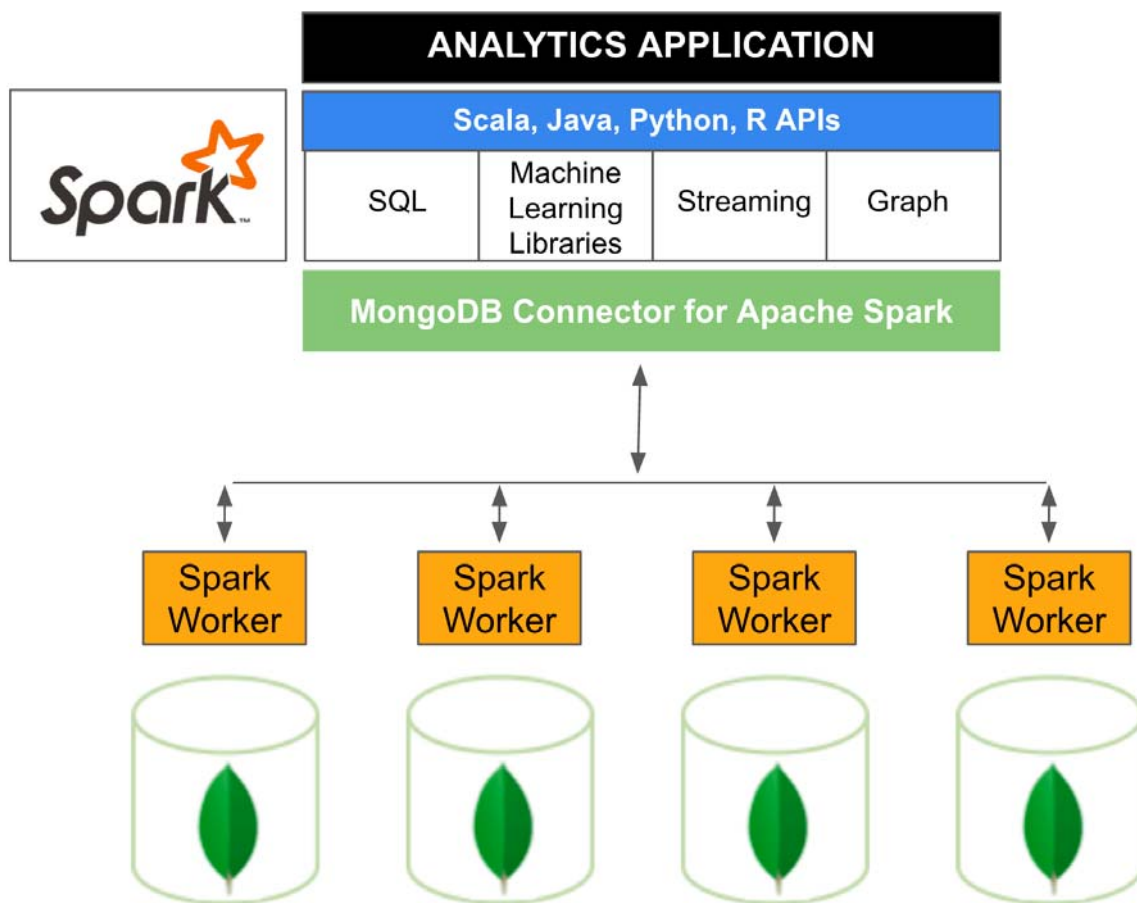 ANALYTICS APPLICATION
Scala, Java, Python, R APIs
Spark™
SQL
Machine
Learning
Libraries
Streaming
Graph
MongoDB Connector for Apache Spark
Spark
Worker
Spark
Worker
Spark
Worker
Spark
Worker